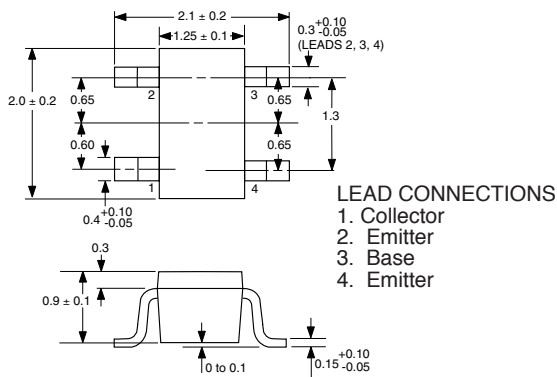 2.1 ± 0.2
1.25 ± 0.1
0.3 +0.10 -0.05
(LEADS 2, 3, 4)
2
3
2.0 ± 0.2
0.65
0.65
1.3
0.60
0.65
1
4
0.4 +0.10 -0.05
LEAD CONNECTIONS
1. Collector
2. Emitter
3. Base
4. Emitter
0.3
0.9 ± 0.1
0 to 0.1
0.15 +0.10 -0.05